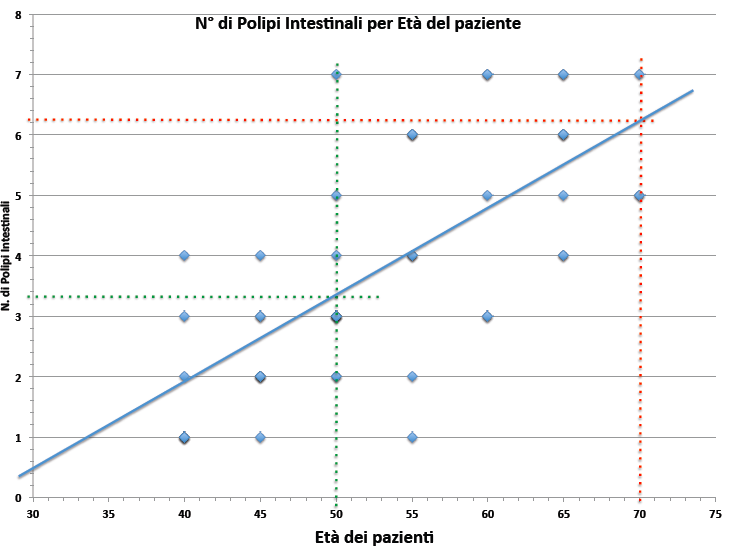 N° di Polipi Intestinali per Età del paziente
8
7
6
5
4
3
2
1
0
N. di Polipi Intestinali
30 35 40 45 50 55 60 65 70 75
Età dei pazienti